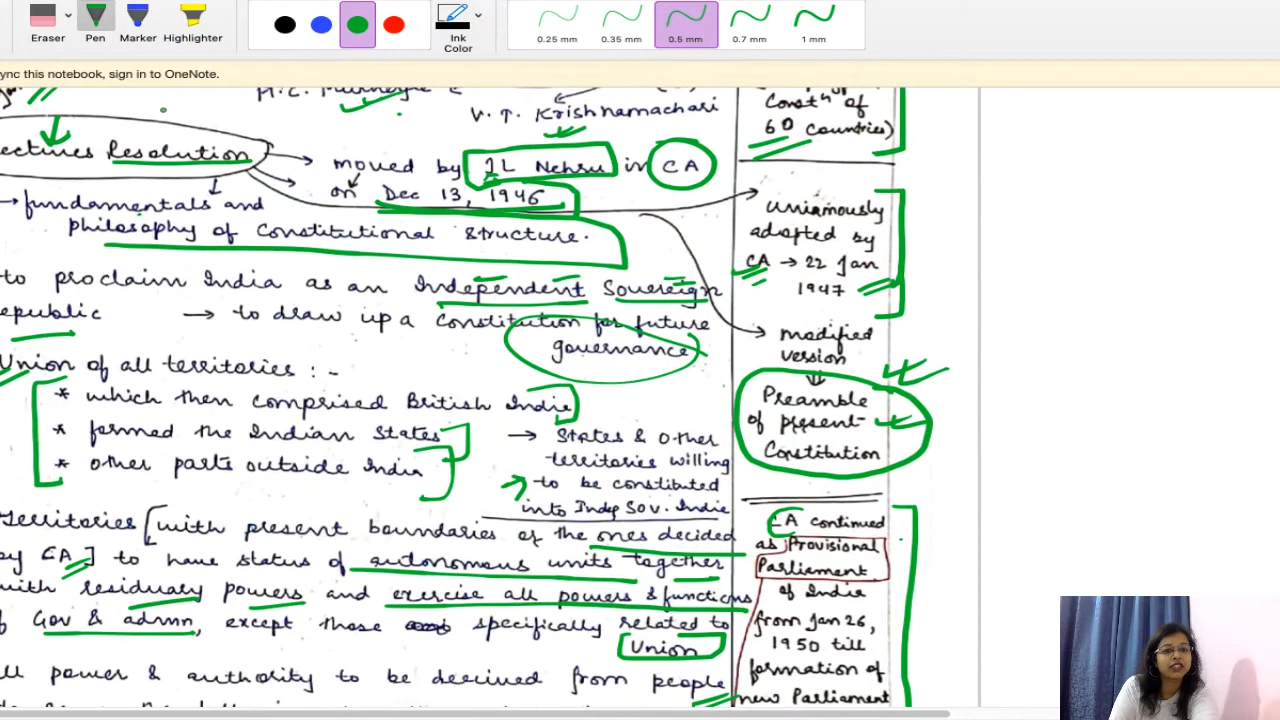 Eraser Pen Marker Highlighter
Ink Color
0.25 mm 0.35 mm 0.5 mm 0.7 mm 1 mm
ync this notebook, sign in to OneNote.
V. T. Krishnamachari
ectives Resolution → moved by JL Nehru in CA
on Dec 13, 1946
→ fundamentals and
philosophy of Constitutional structure.
to proclaim India as an Independent Sovereign
epublic → to draw up a Constitution for future
governance
Union of all territories :-
* which then comprised British India
* formed the Indian States
* other parts outside India
→ States & other
territories willing
to be constituted
into Indep Sov. India
Territories [with present boundaries or the ones decided
by CA] to have status of autonomous units together
with residuary powers and exercise all powers & functions
f Gov & admn, except those specifically related to
Union
ll power & authority to be derived from people
Constn of
60 Countries)
Unianmously
adopted by
CA → 22 Jan
1947
modified
version
Preamble
of present
Constitution
CA continued
as Provisional
Parliament
of India
from Jan 26,
1950 till
formation of
new Parliament